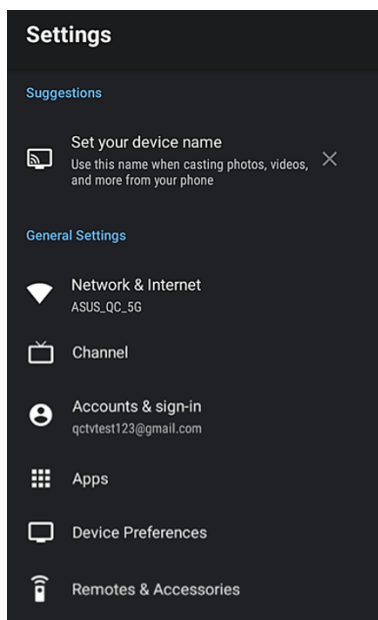 Settings
Suggestions
Set your device name
Use this name when casting photos, videos,
and more from your phone
General Settings
Network & Internet
ASUS_QC_5G
Channel
Accounts & sign-in
qctvtest123@gmail.com
Apps
Device Preferences
Remotes & Accessories